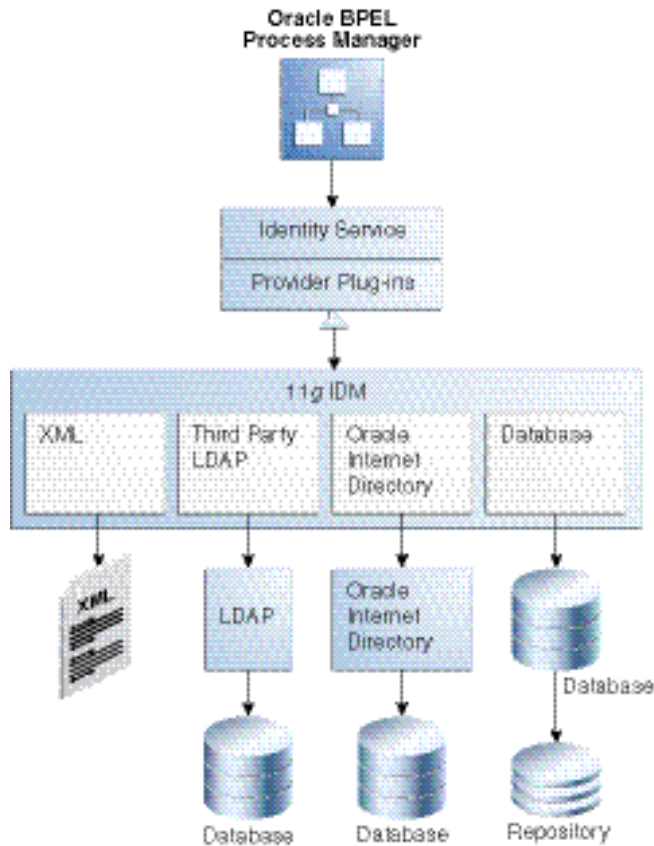 Oracle BPEL
Process Manager
Identity Service
Provider Plug-ins
11g IDM
XML
Third Party
LDAP
Oracle
Internet
Directory
Database
XML
LDAP
Oracle
Internet
Directory
Database
Database
Database
Repository